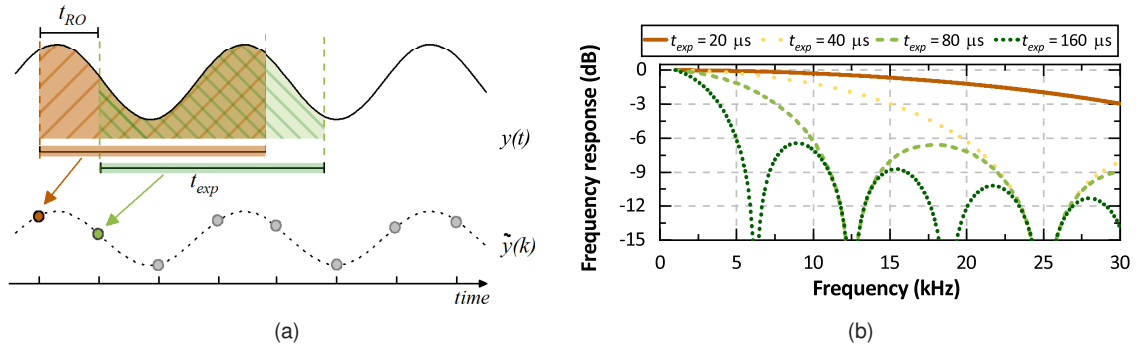 t_RO
y(t)
t_exp
ỹ(k)
time
(a)
t_exp = 20 μs t_exp = 40 μs t_exp = 80 μs t_exp = 160 μs
Frequency response (dB)
0
-3
-6
-9
-12
-15
0 5 10 15 20 25 30
Frequency (kHz)
(b)